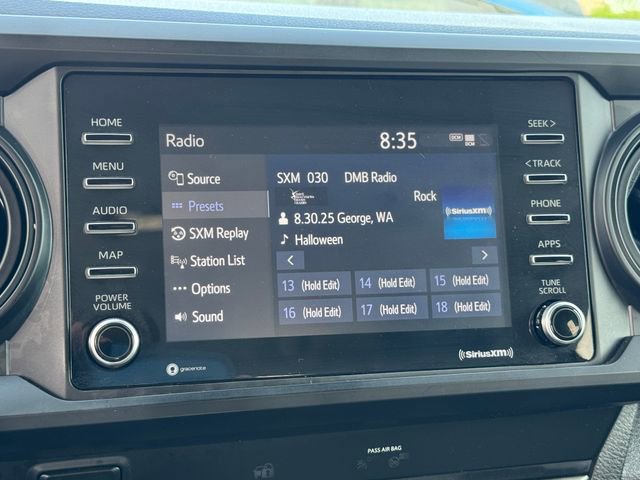 HOME
MENU
AUDIO
MAP
POWER
VOLUME
Radio
8:35
DCM
DCM
Source
Presets
SXM Replay
Station List
Options
Sound
SXM 030 DMB Radio
Rock
8.30.25 George, WA
Halloween
((SiriusXM))
< >
13 (Hold Edit) 14 (Hold Edit) 15 (Hold Edit)
16 (Hold Edit) 17 (Hold Edit) 18 (Hold Edit)
gracenote
((SiriusXM))
SEEK >
< TRACK
PHONE
APPS
TUNE
SCROLL
PASS AIR BAG